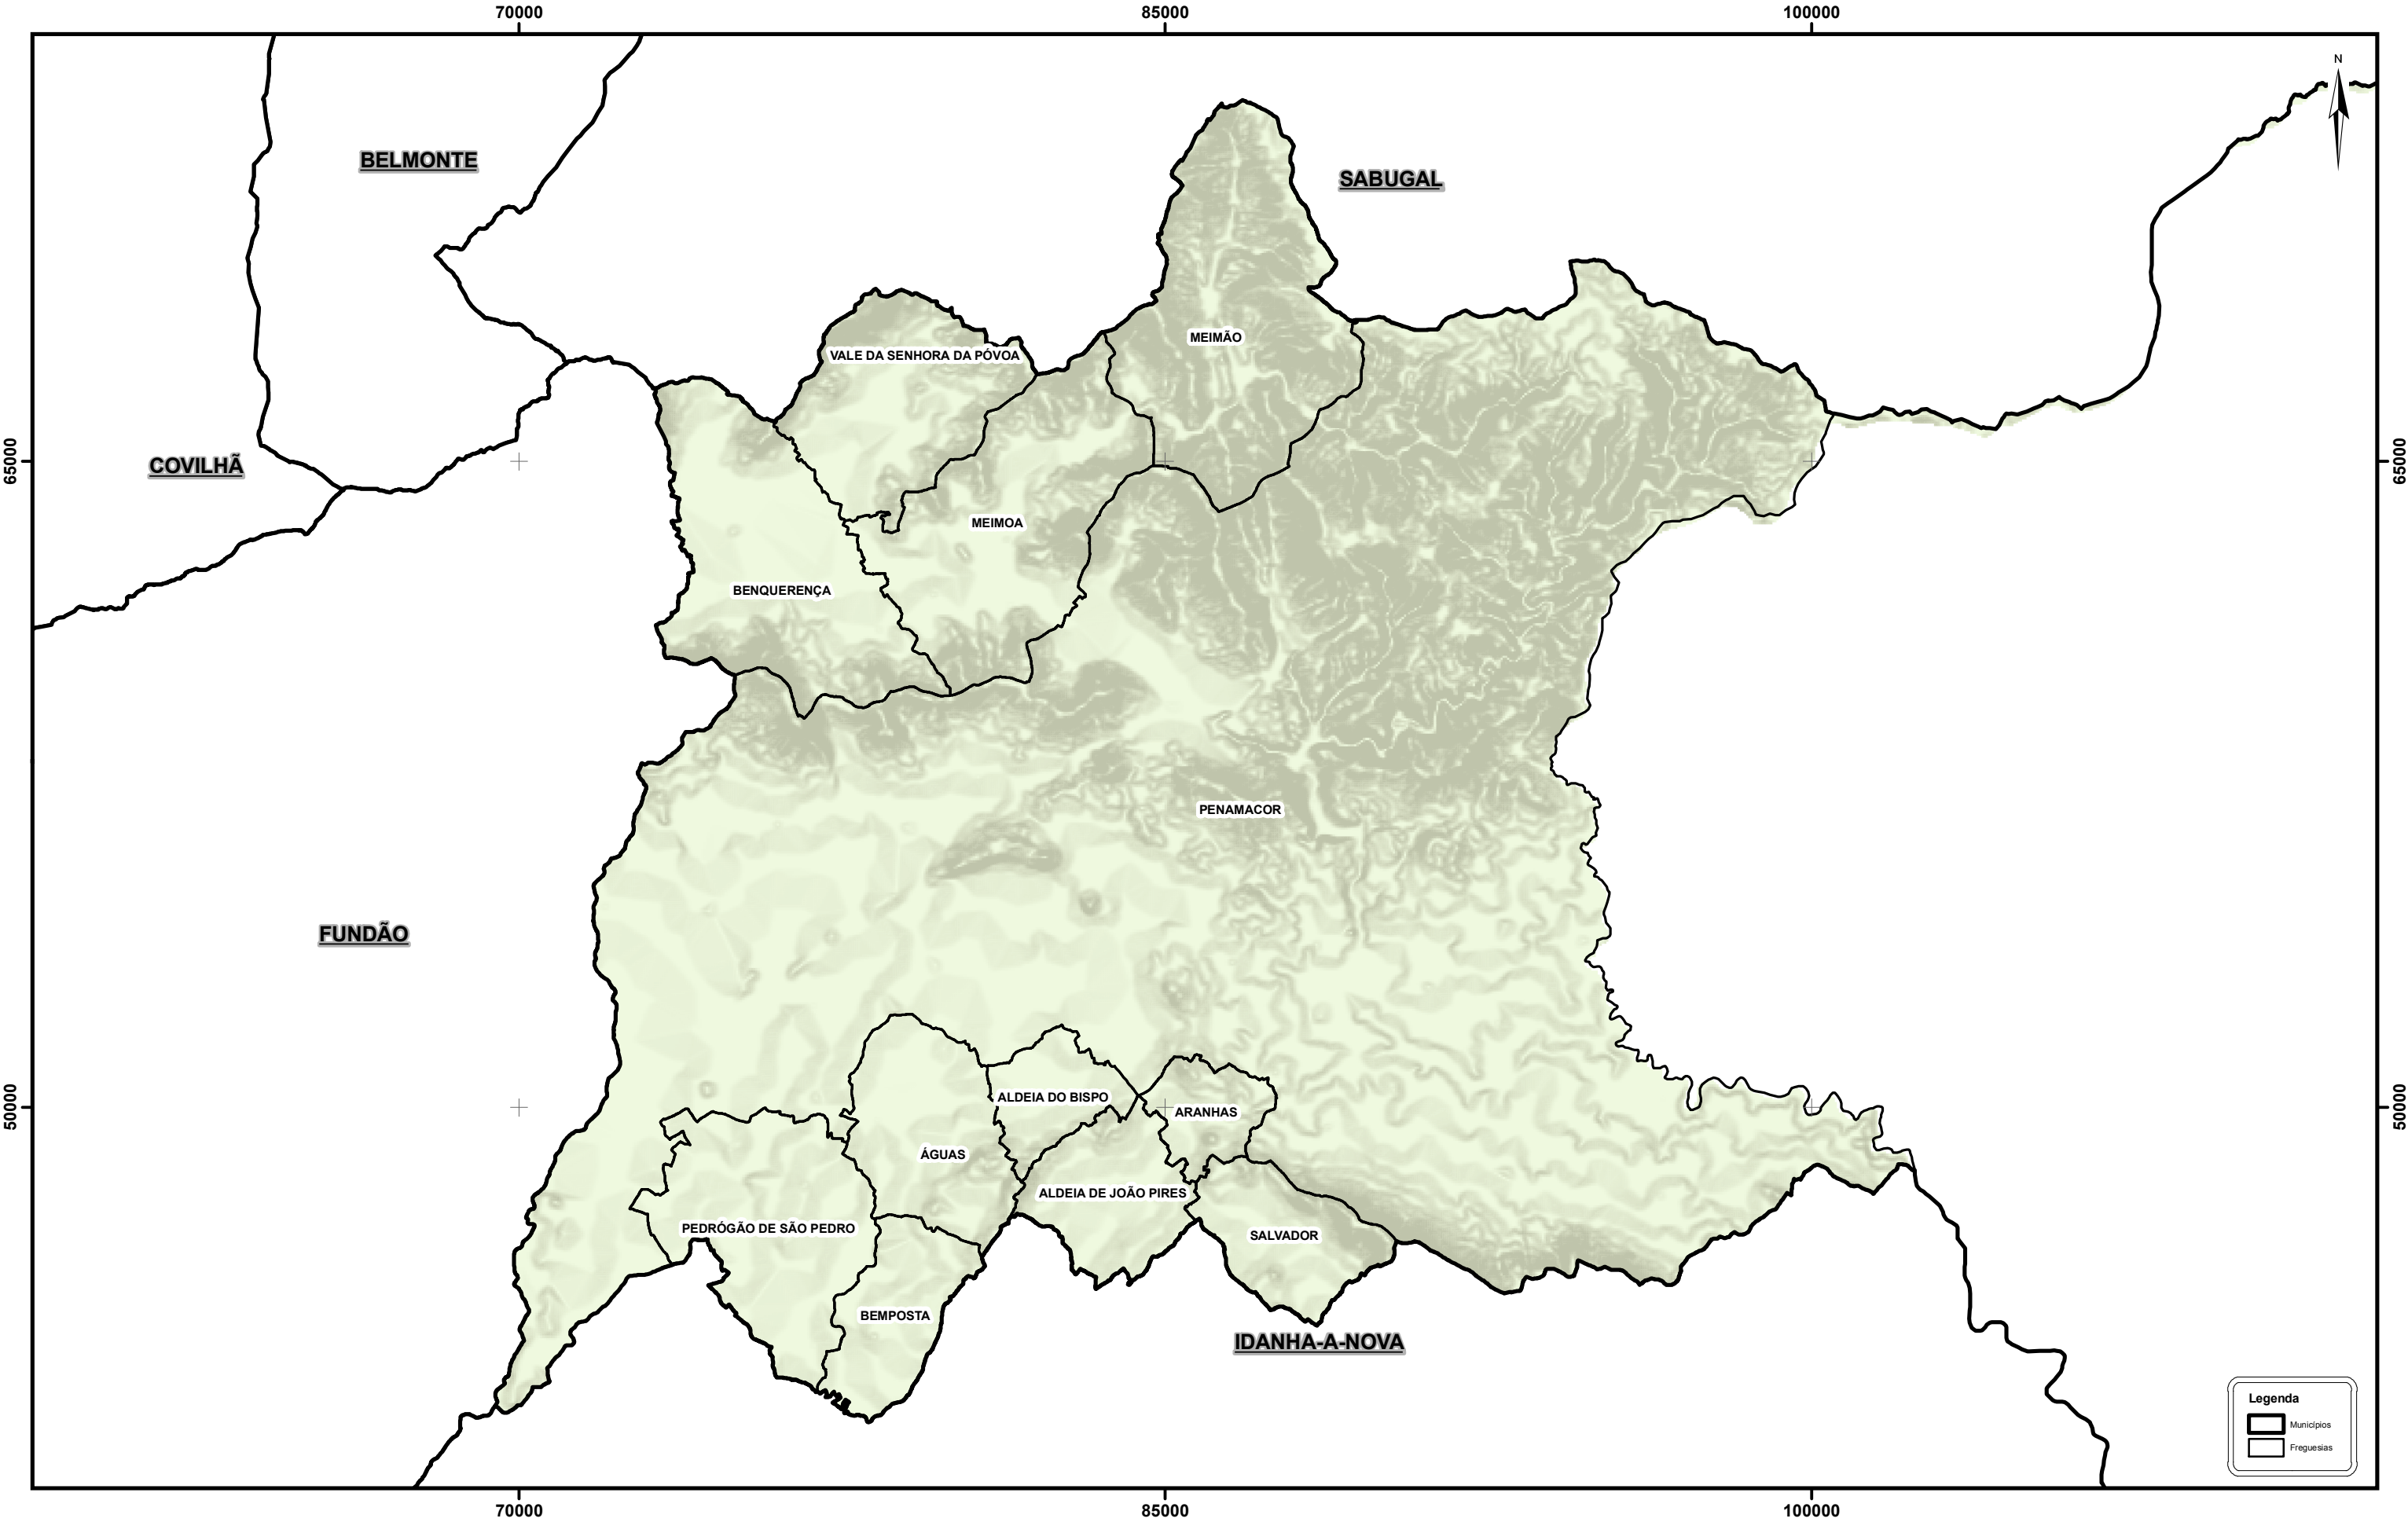 70000
85000
100000
N
BELMONTE
SABUGAL
MEIMÃO
VALE DA SENHORA DA PÓVOA
65000
COVILHÃ
65000
MEIMOA
BENQUERENÇA
PENAMACOR
FUNDÃO
50000
ALDEIA DO BISPO
ARANHAS
50000
ÁGUAS
ALDEIA DE JOÃO PIRES
PEDRÓGÃO DE SÃO PEDRO
SALVADOR
BEMPOSTA
IDANHA-A-NOVA
Legenda
Municípios
Freguesias
70000
85000
100000